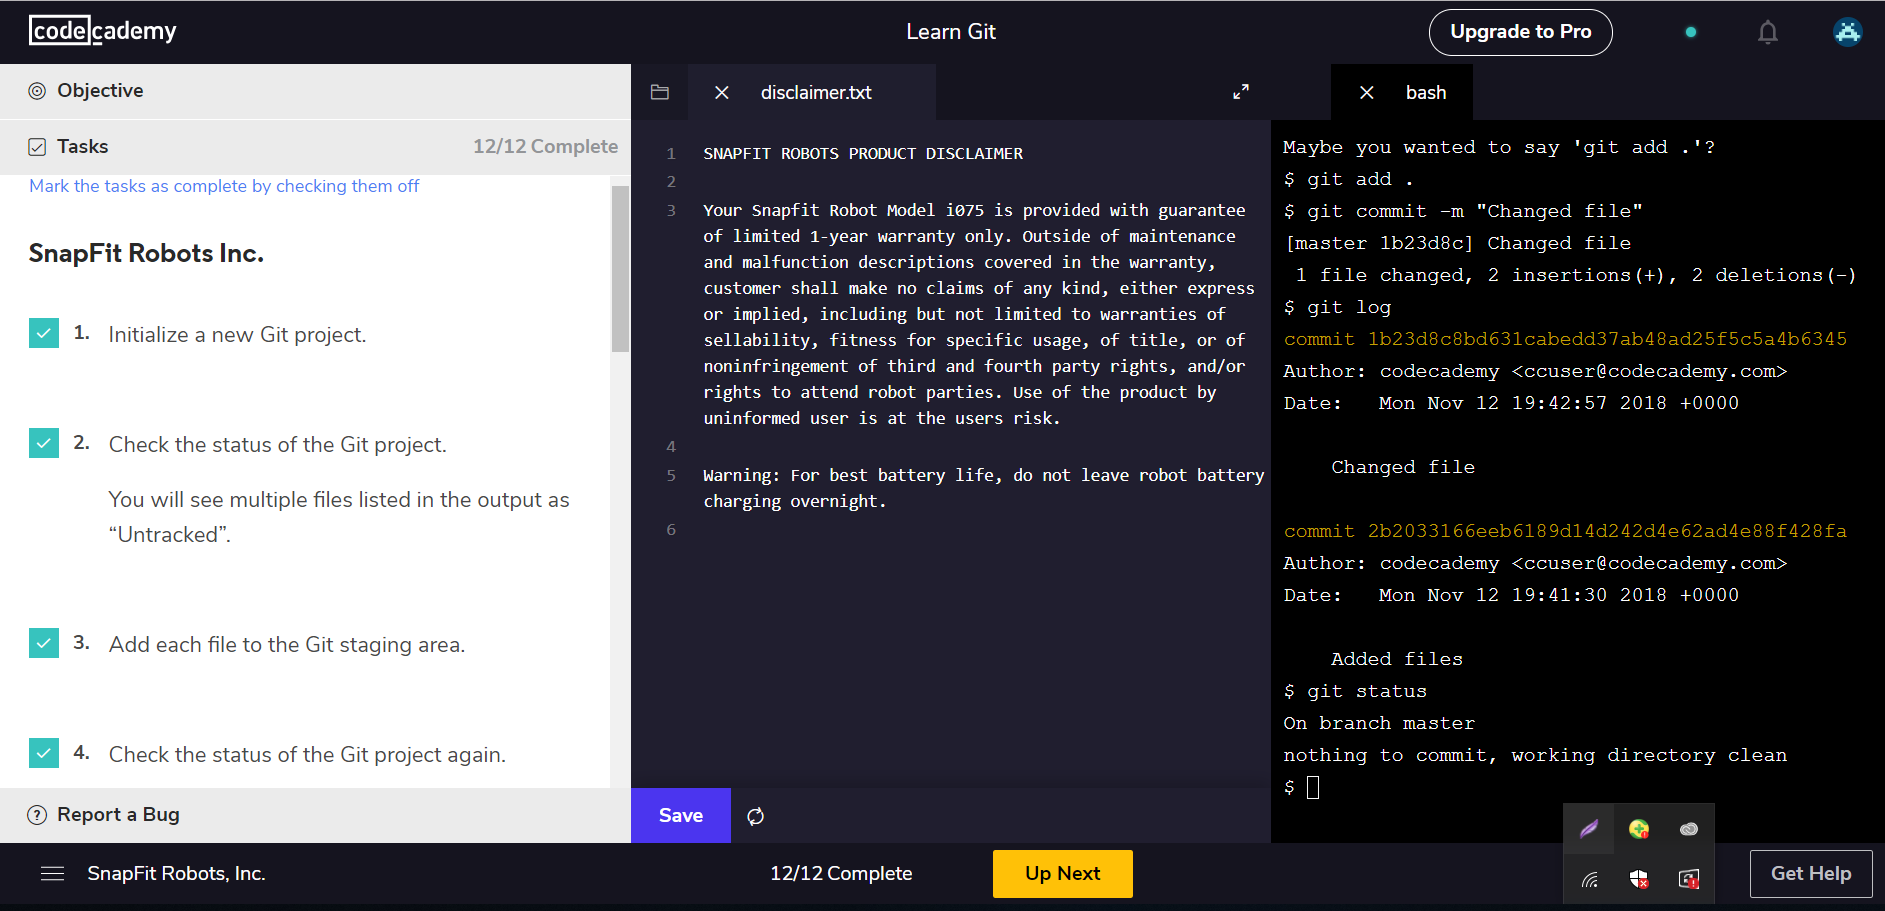 codecademy
Learn Git
Upgrade to Pro
Objective
Tasks
12/12 Complete
Mark the tasks as complete by checking them off
SnapFit Robots Inc.
1. Initialize a new Git project.
2. Check the status of the Git project.
You will see multiple files listed in the output as
“Untracked”.
3. Add each file to the Git staging area.
4. Check the status of the Git project again.
Report a Bug
disclaimer.txt
1 SNAPFIT ROBOTS PRODUCT DISCLAIMER
2
3 Your Snapfit Robot Model i075 is provided with guarantee
of limited 1-year warranty only. Outside of maintenance
and malfunction descriptions covered in the warranty,
customer shall make no claims of any kind, either express
or implied, including but not limited to warranties of
sellability, fitness for specific usage, of title, or of
noninfringement of third and fourth party rights, and/or
rights to attend robot parties. Use of the product by
uninformed user is at the users risk.
4
5 Warning: For best battery life, do not leave robot battery
charging overnight.
6
Save
bash
Maybe you wanted to say 'git add .'?
$ git add .
$ git commit -m "Changed file"
[master 1b23d8c] Changed file
 1 file changed, 2 insertions(+), 2 deletions(-)
$ git log
commit 1b23d8c8bd631cabedd37ab48ad25f5c5a4b6345
Author: codecademy <ccuser@codecademy.com>
Date:   Mon Nov 12 19:42:57 2018 +0000
    Changed file
commit 2b2033166eeb6189d14d242d4e62ad4e88f428fa
Author: codecademy <ccuser@codecademy.com>
Date:   Mon Nov 12 19:41:30 2018 +0000
    Added files
$ git status
On branch master
nothing to commit, working directory clean
$
SnapFit Robots, Inc.
12/12 Complete
Up Next
Get Help